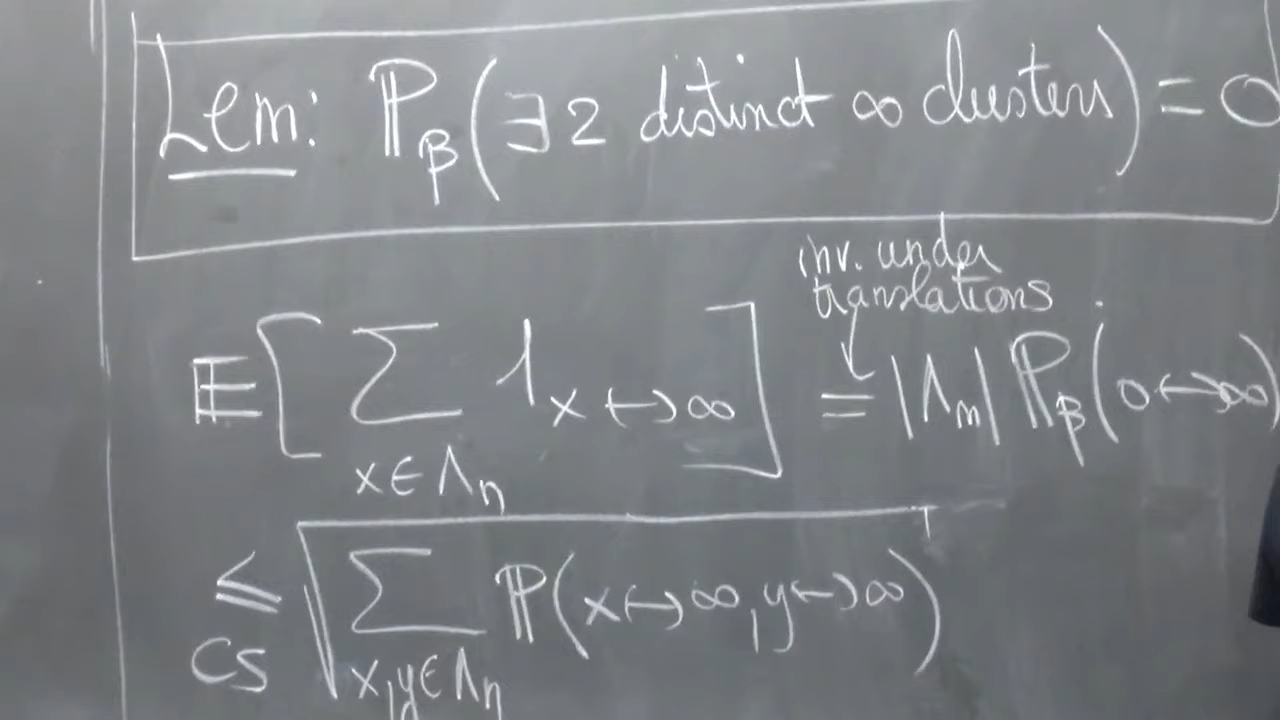 Lem: ℙ_β(∃ 2 distinct ∞ clusters) = 0
inv. under
translations
𝔼[ ∑_{x∈Λ_n} 1_{x↔∞} ] = |Λ_n| ℙ_β(0↔∞)
≤_{CS} √( ∑_{x,y∈Λ_n} ℙ(x↔∞, y↔∞) )